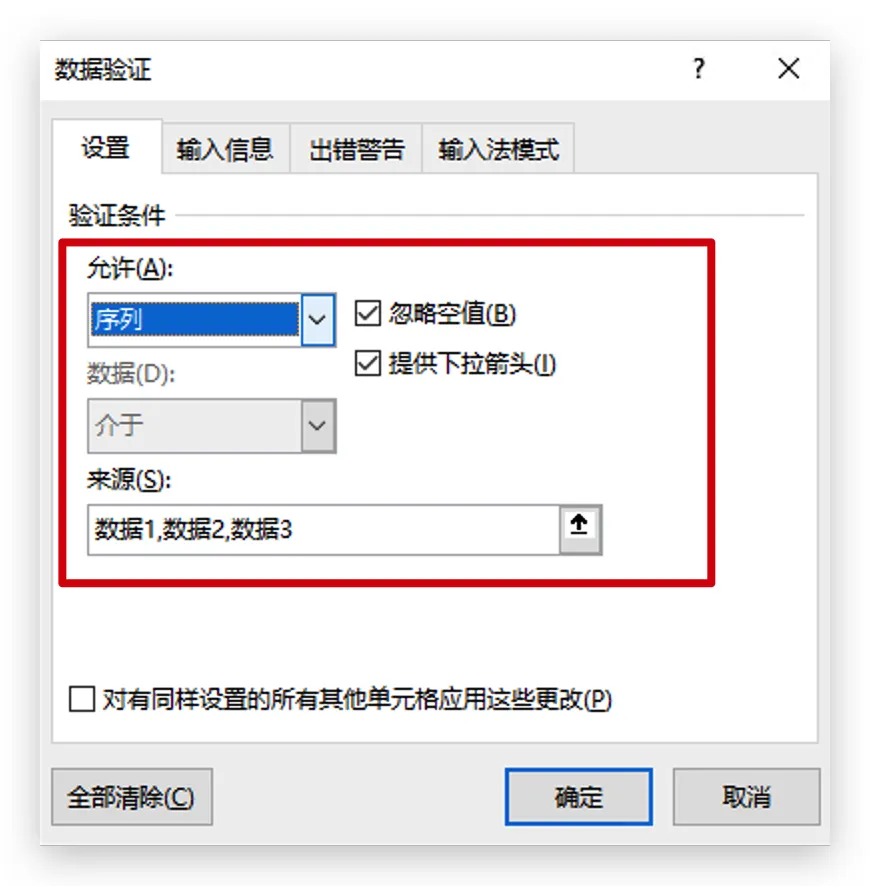 数据验证 ?
设置 输入信息 出错警告 输入法模式
验证条件
允许(A):
序列 忽略空值(B)
提供下拉箭头(I)
数据(D):
介于
来源(S):
数据1,数据2,数据3
对有同样设置的所有其他单元格应用这些更改(P)
全部清除(C) 确定 取消